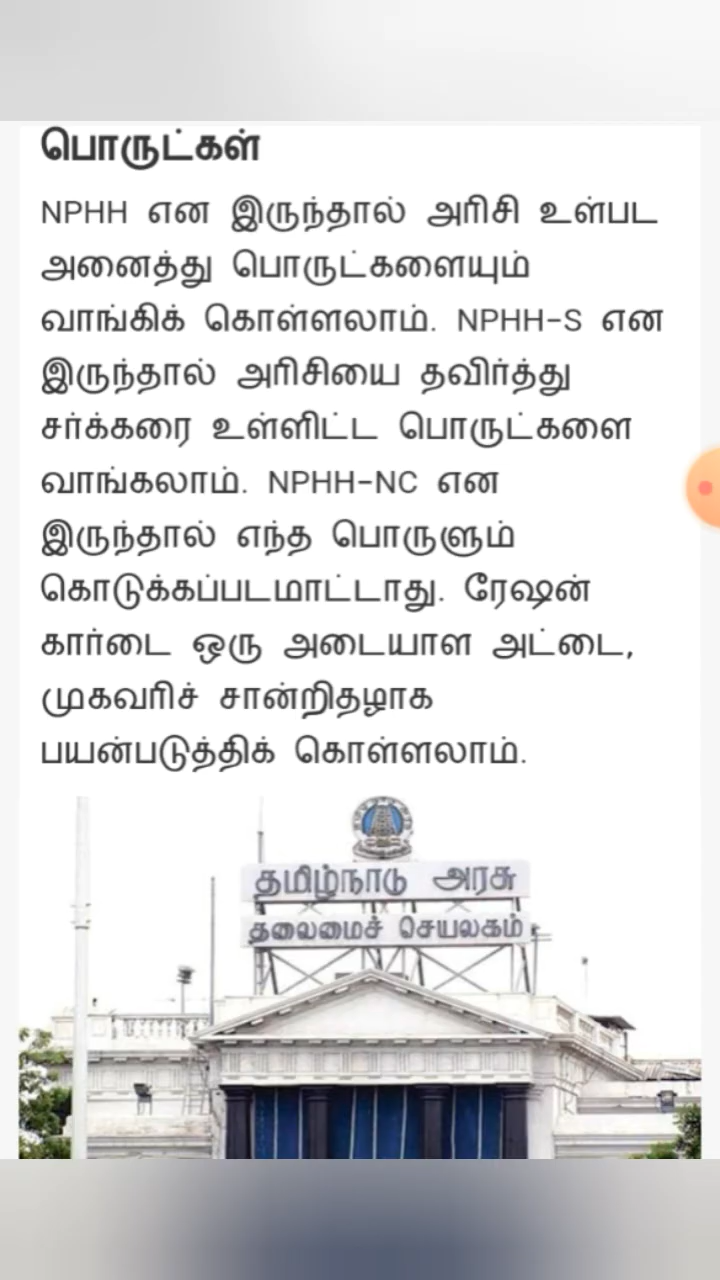 பொருட்கள்
NPHH என இருந்தால் அரிசி உள்பட
அனைத்து பொருட்களையும்
வாங்கிக் கொள்ளலாம். NPHH-S என
இருந்தால் அரிசியை தவிர்த்து
சர்க்கரை உள்ளிட்ட பொருட்களை
வாங்கலாம். NPHH-NC என
இருந்தால் எந்த பொருளும்
கொடுக்கப்படமாட்டாது. ரேஷன்
கார்டை ஒரு அடையாள அட்டை,
முகவரிச் சான்றிதழாக
பயன்படுத்திக் கொள்ளலாம்.
தமிழ்நாடு அரசு
தலைமைச் செயலகம்